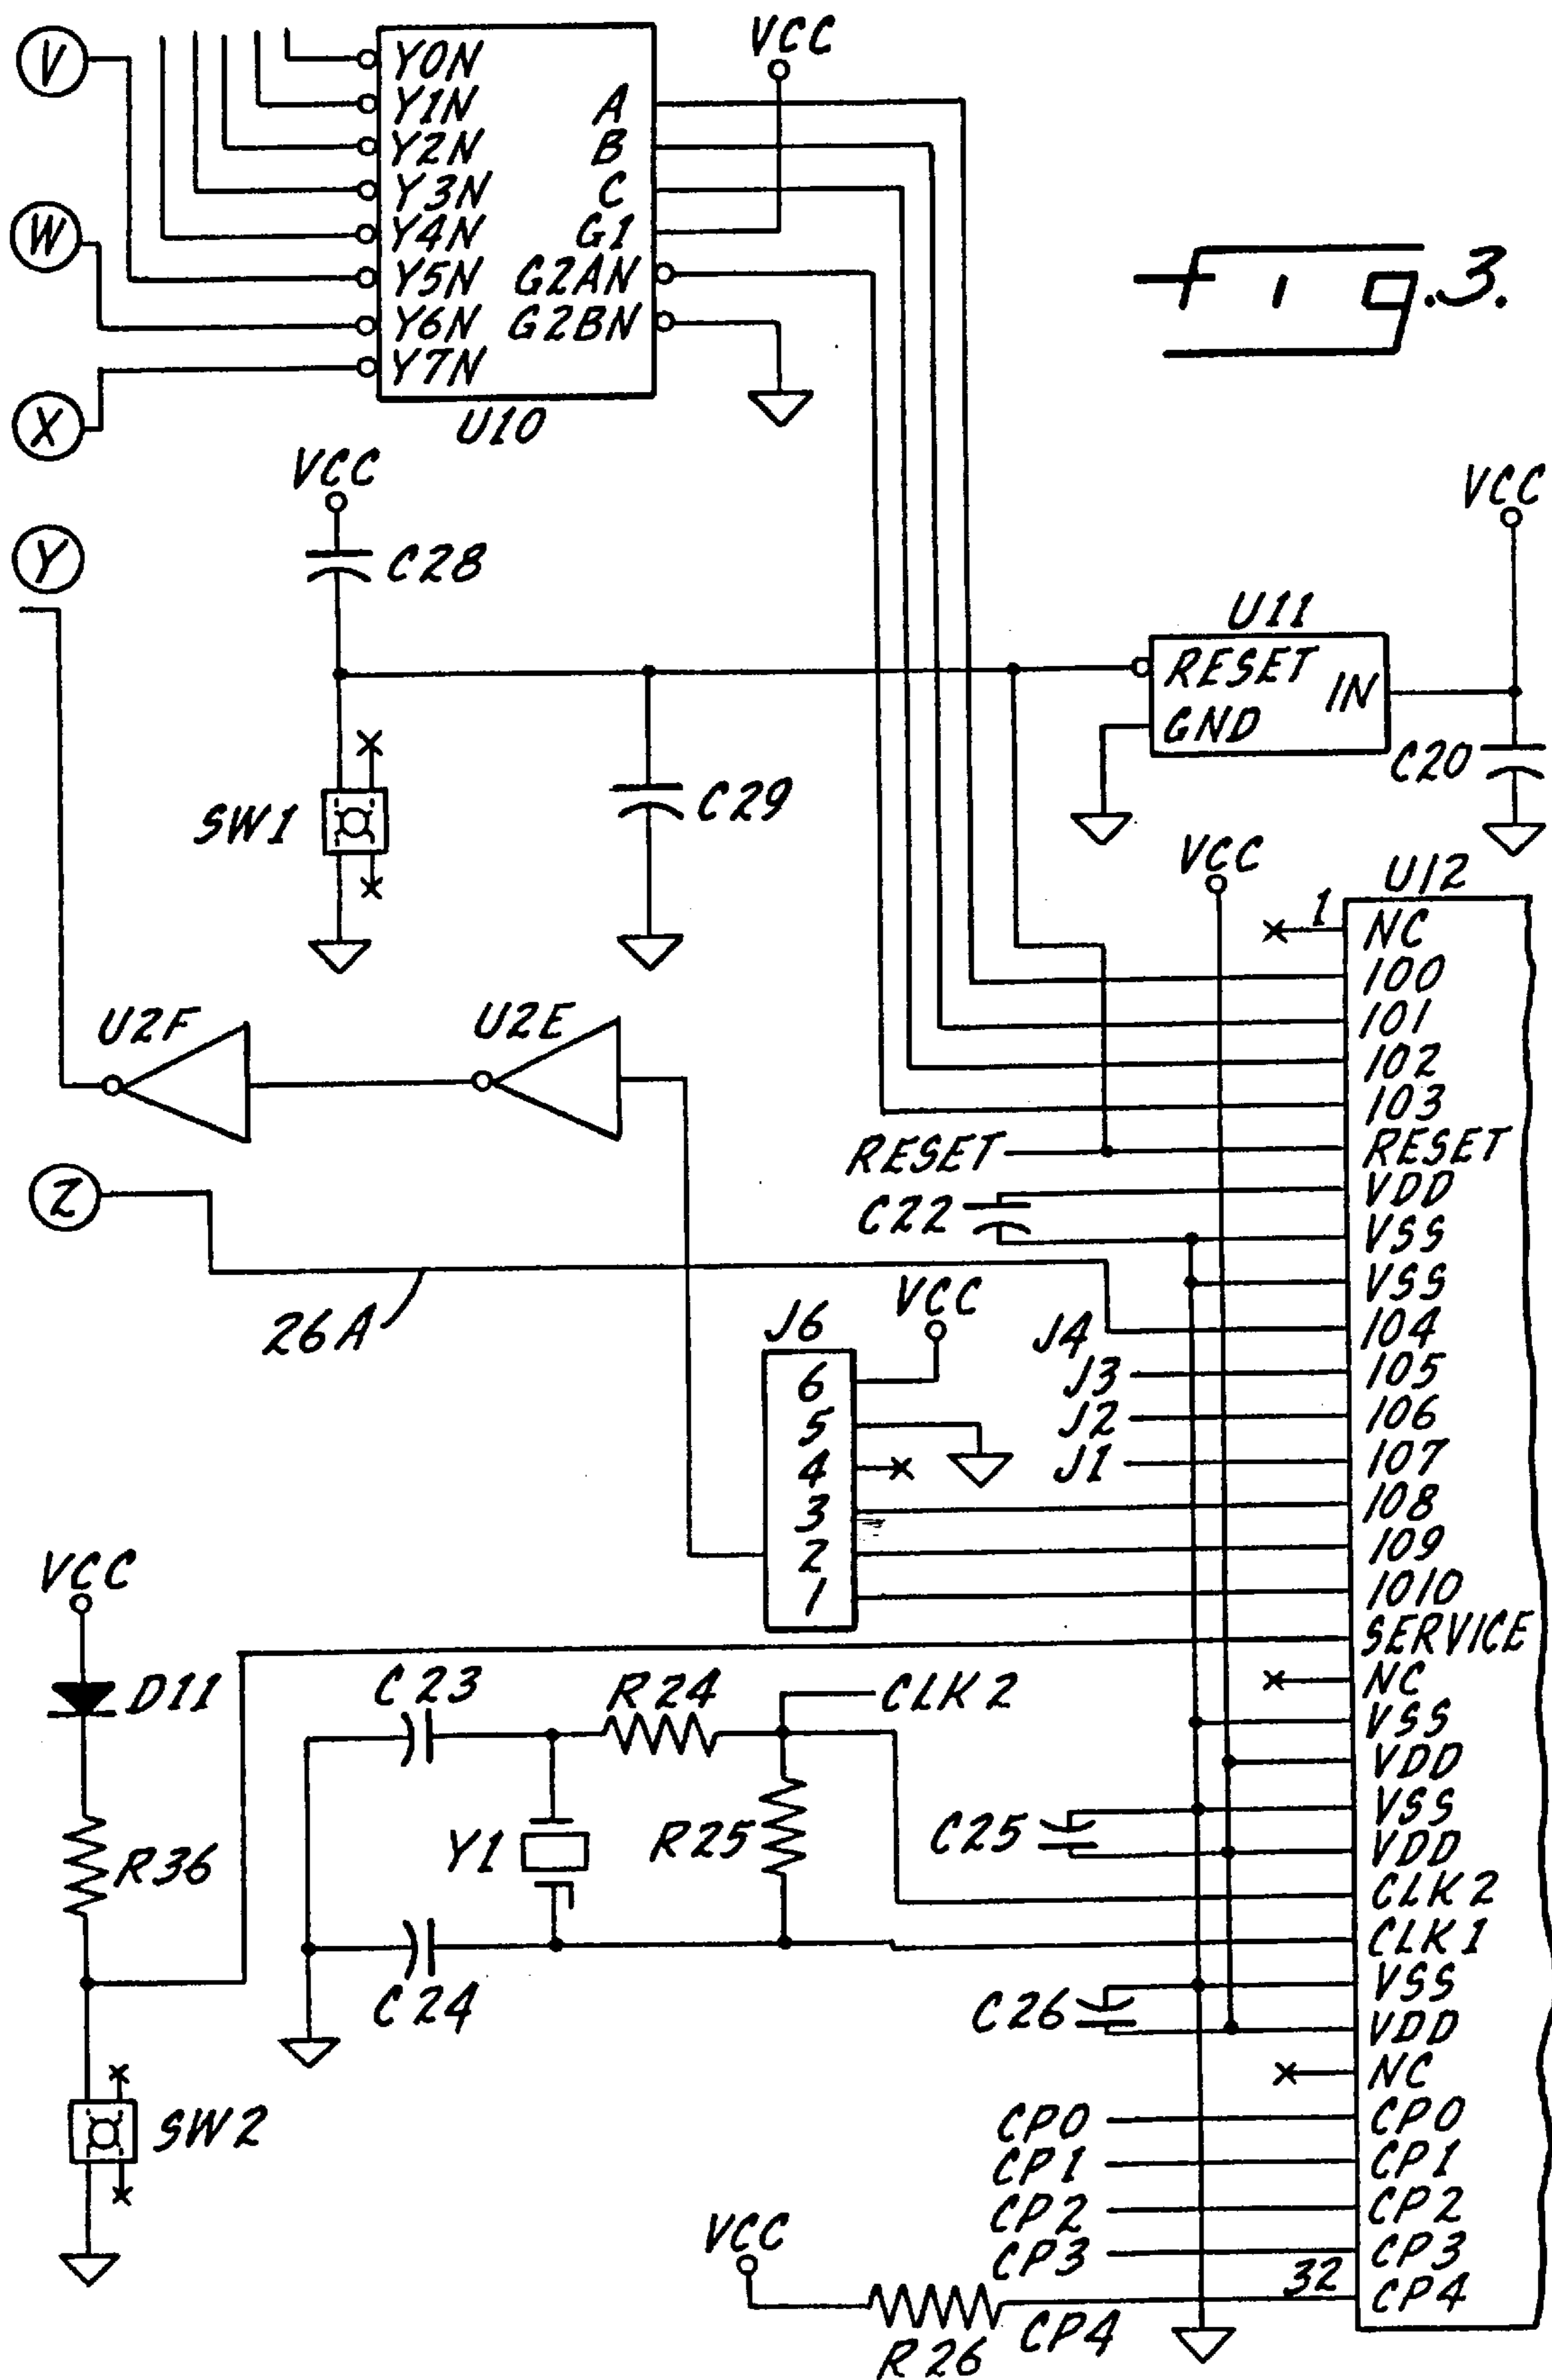 V
Y0N
Y1N
Y2N
Y3N
Y4N
Y5N
Y6N
Y7N
A
B
C
G1
G2AN
G2BN
U10
VCC
W
X
fig.3.
VCC
C28
Y
VCC
U11
RESET
IN
GND
C20
SW1
C29
VCC
U12
1
NC
IO0
IO1
IO2
IO3
RESET
VDD
VSS
VSS
IO4
IO5
IO6
IO7
IO8
IO9
IO10
SERVICE
NC
VSS
VDD
VSS
VDD
CLK2
CLK1
VSS
VDD
NC
CP0
CP1
CP2
CP3
32
CP4
U2F
U2E
RESET
Z
C22
26A
VCC
J6
6
5
4
3
2
1
J4
J3
J2
J1
VCC
D11
C23
R24
CLK2
R36
Y1
R25
C25
C24
C26
SW2
CP0
CP1
CP2
CP3
VCC
R26
CP4